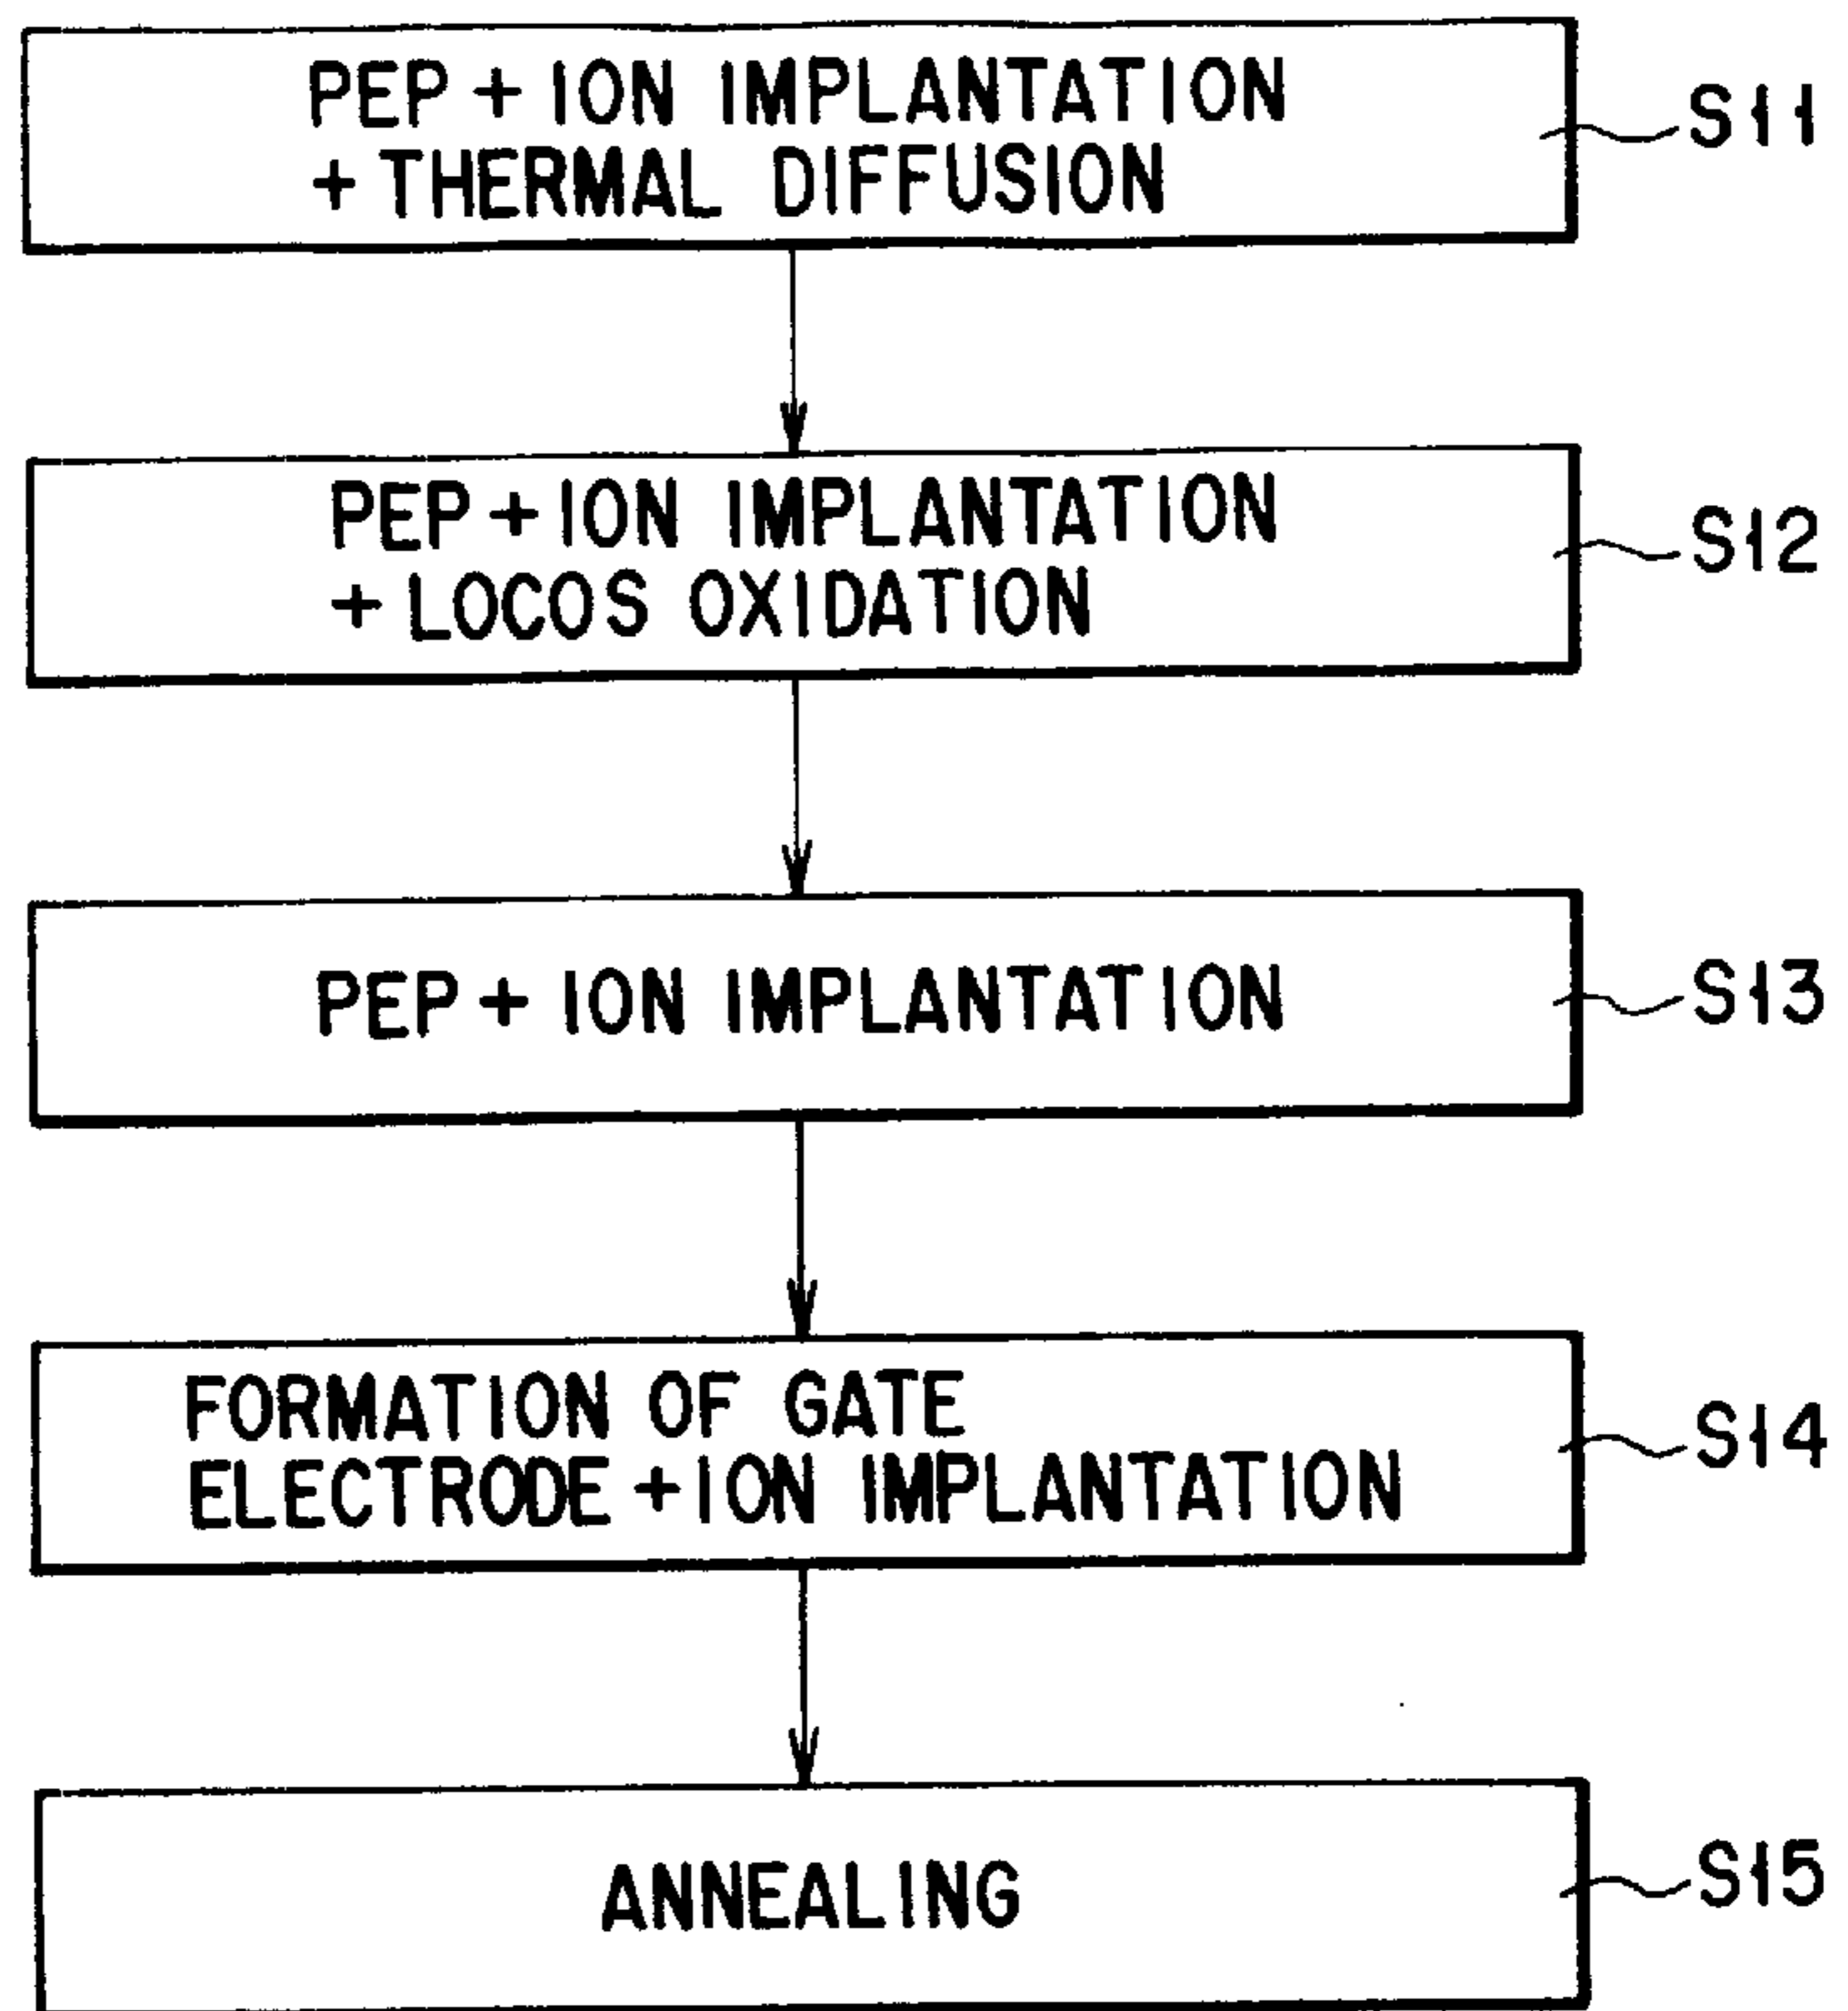 PEP + ION IMPLANTATION
+ THERMAL DIFFUSION
S11
PEP + ION IMPLANTATION
+ LOCOS OXIDATION
S12
PEP + ION IMPLANTATION
S13
FORMATION OF GATE
ELECTRODE + ION IMPLANTATION
S14
ANNEALING
S15